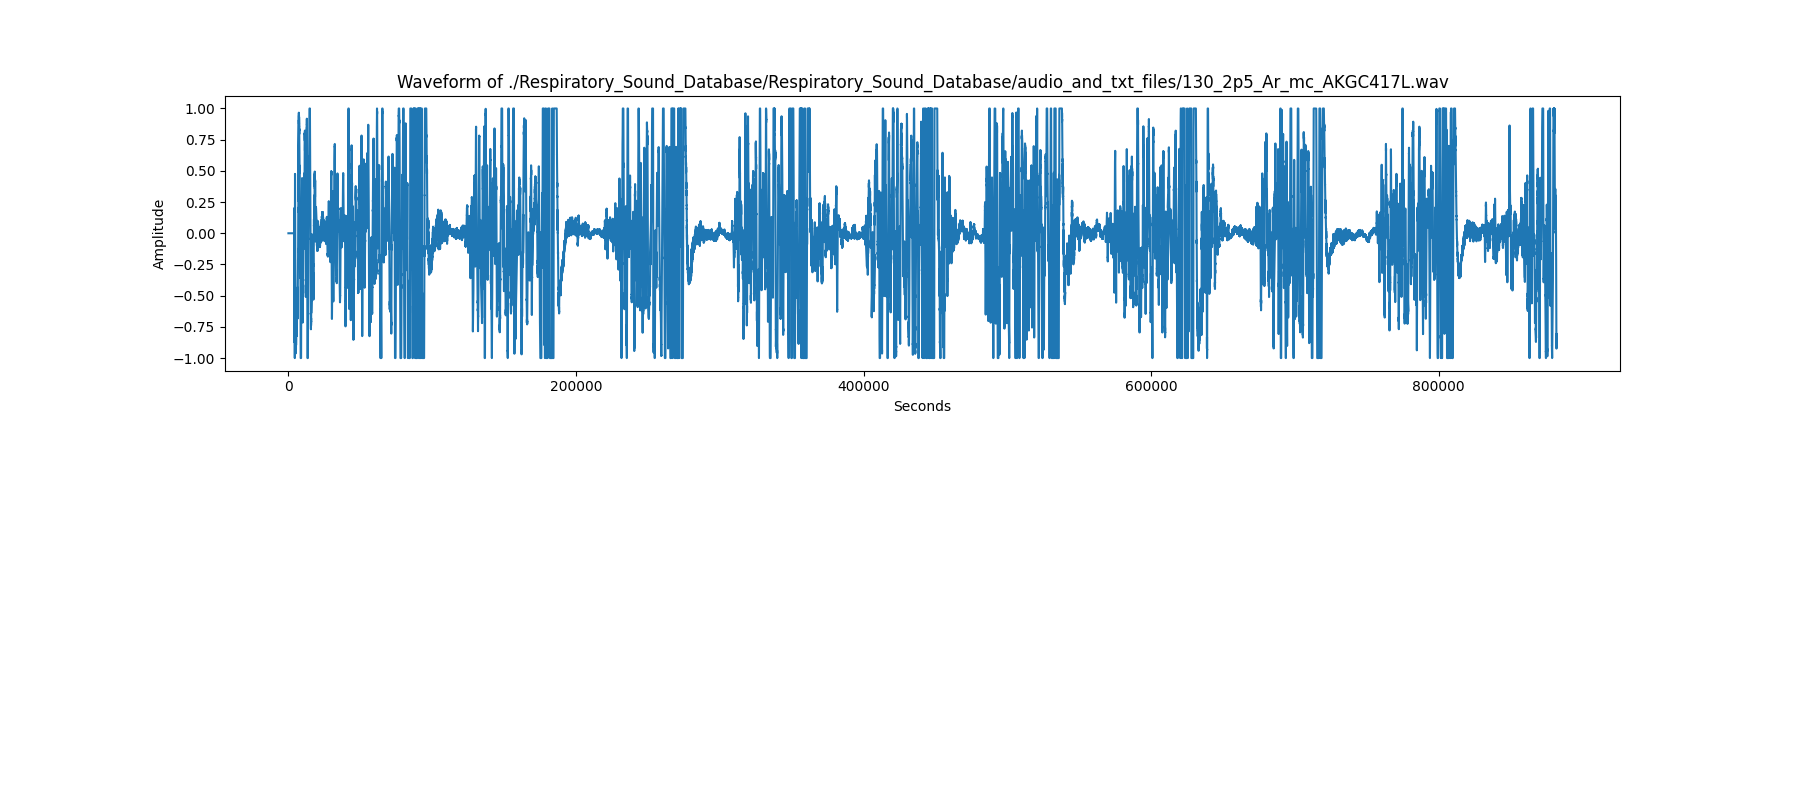 Waveform of ./Respiratory_Sound_Database/Respiratory_Sound_Database/audio_and_txt_files/130_2p5_Ar_mc_AKGC417L.wav
1.00
0.75
0.50
0.25
0.00
−0.25
−0.50
−0.75
−1.00
Amplitude
0 200000 400000 600000 800000
Seconds